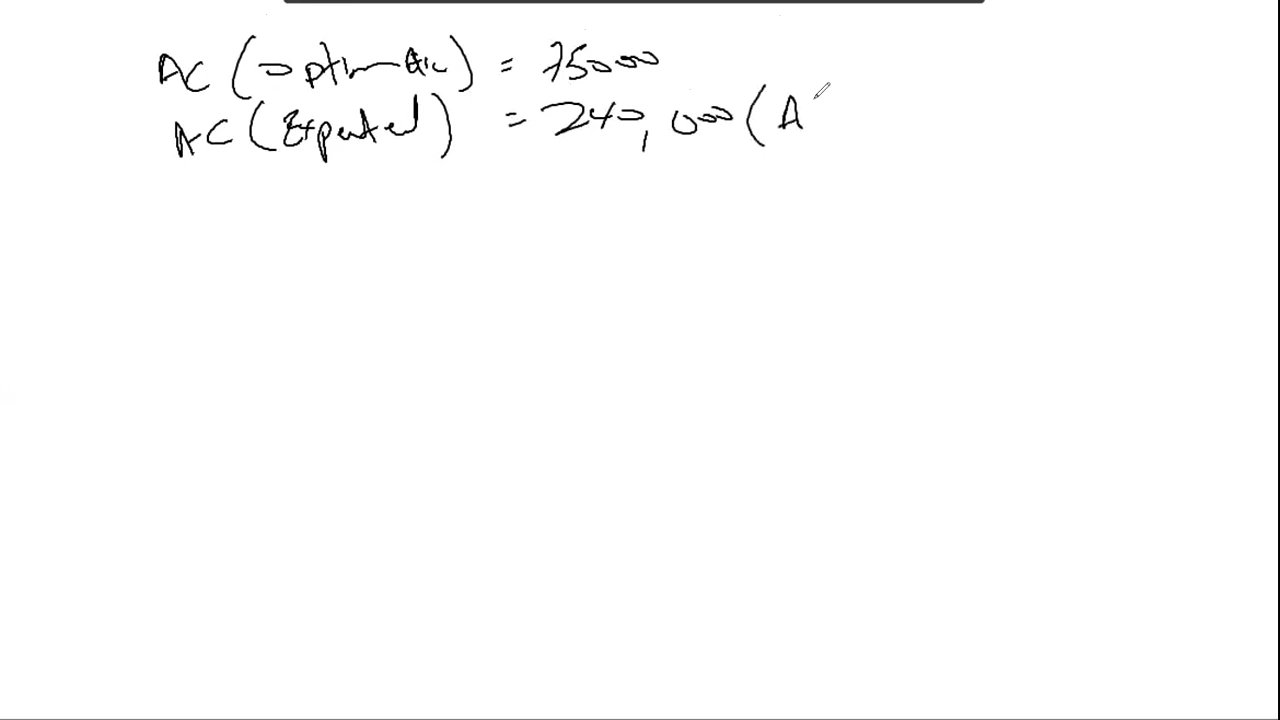 AC (optimistic) = 75000
AC (Expected) = 240,000 (A